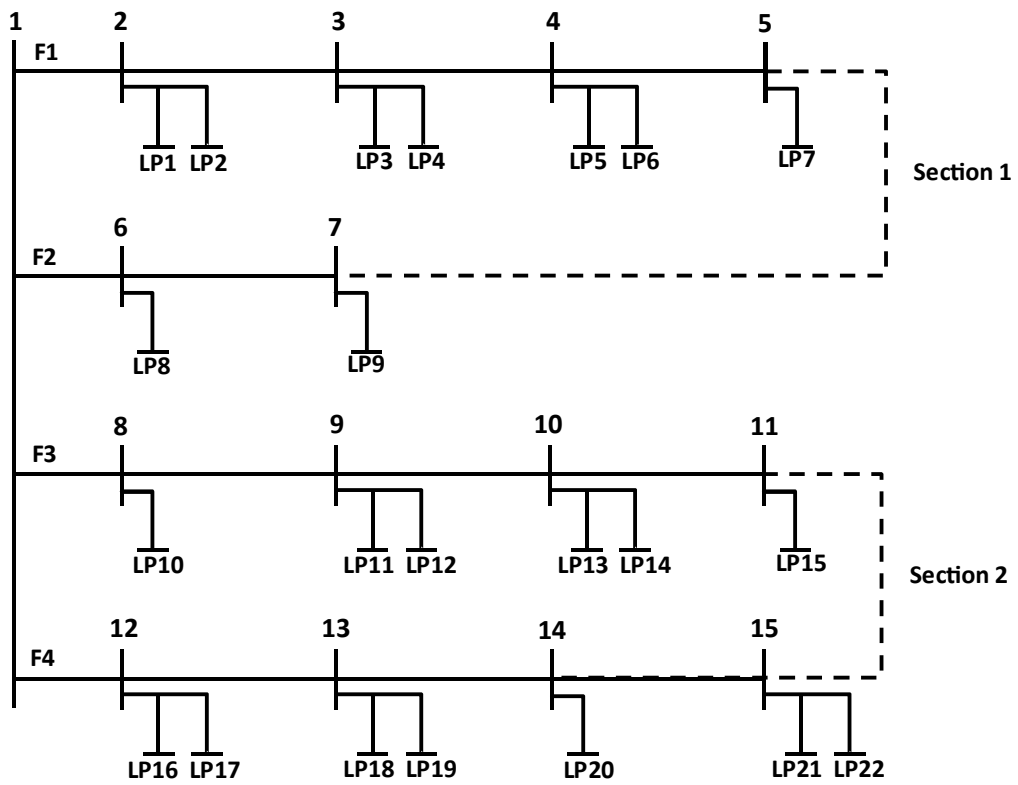 1 2 3 4 5
F1
LP1 LP2 LP3 LP4 LP5 LP6 LP7
Section 1
6 7
F2
LP8 LP9
8 9 10 11
F3
LP10 LP11 LP12 LP13 LP14 LP15
Section 2
12 13 14 15
F4
LP16 LP17 LP18 LP19 LP20 LP21 LP22